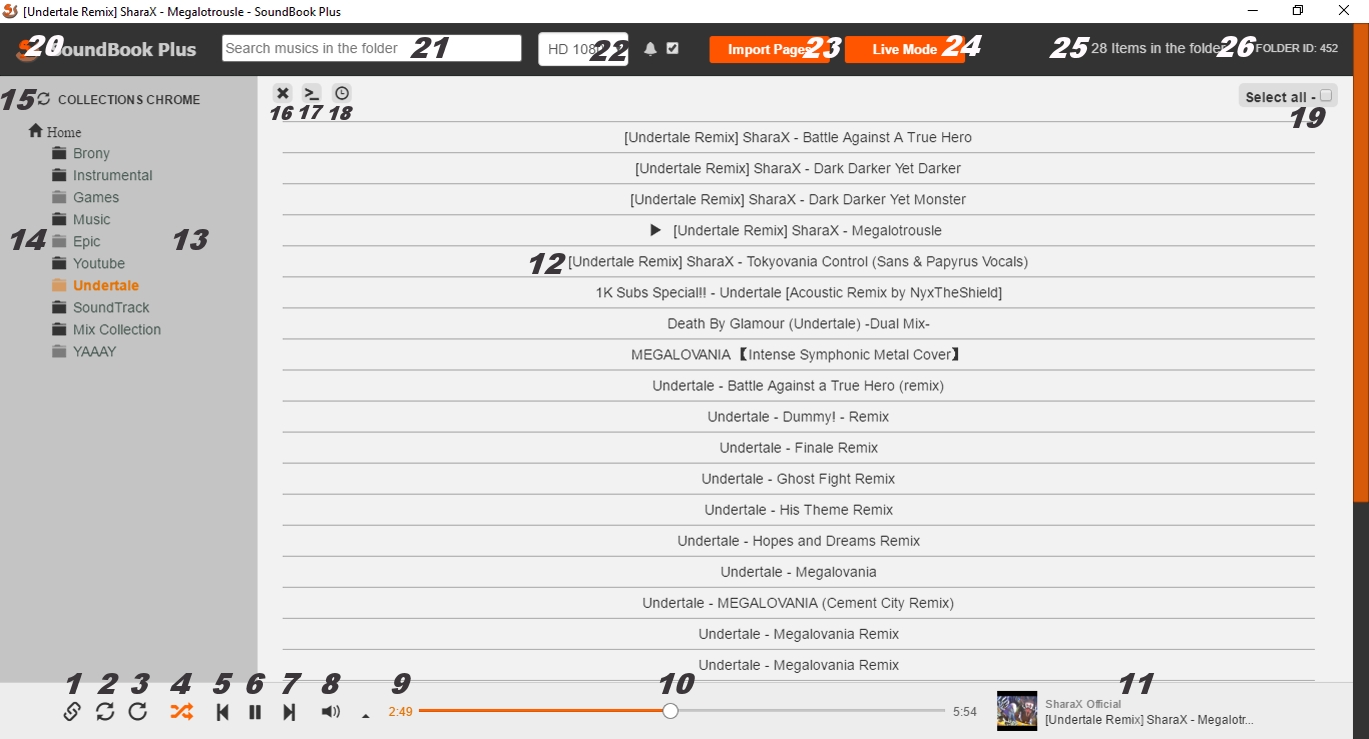 [Undertale Remix] SharaX - Megalotrousle - SoundBook Plus
20 SoundBook Plus
Search musics in the folder 21
HD 108 22
Import Pages 23
Live Mode 24
25 28 Items in the folder
26 FOLDER ID: 452
15 COLLECTIONS CHROME
Home
Brony
Instrumental
Games
Music
14 Epic 13
Youtube
Undertale
SoundTrack
Mix Collection
YAAAY
16 17 18
Select all -
19
[Undertale Remix] SharaX - Battle Against A True Hero
[Undertale Remix] SharaX - Dark Darker Yet Darker
[Undertale Remix] SharaX - Dark Darker Yet Monster
[Undertale Remix] SharaX - Megalotrousle
12 [Undertale Remix] SharaX - Tokyovania Control (Sans & Papyrus Vocals)
1K Subs Special!! - Undertale [Acoustic Remix by NyxTheShield]
Death By Glamour (Undertale) -Dual Mix-
MEGALOVANIA 【Intense Symphonic Metal Cover】
Undertale - Battle Against a True Hero (remix)
Undertale - Dummy! - Remix
Undertale - Finale Remix
Undertale - Ghost Fight Remix
Undertale - His Theme Remix
Undertale - Hopes and Dreams Remix
Undertale - Megalovania
Undertale - MEGALOVANIA (Cement City Remix)
Undertale - Megalovania Remix
Undertale - Megalovania Remix
1 2 3 4 5 6 7 8 9 10 11
2:49
5:54
SharaX Official
[Undertale Remix] SharaX - Megalotr...